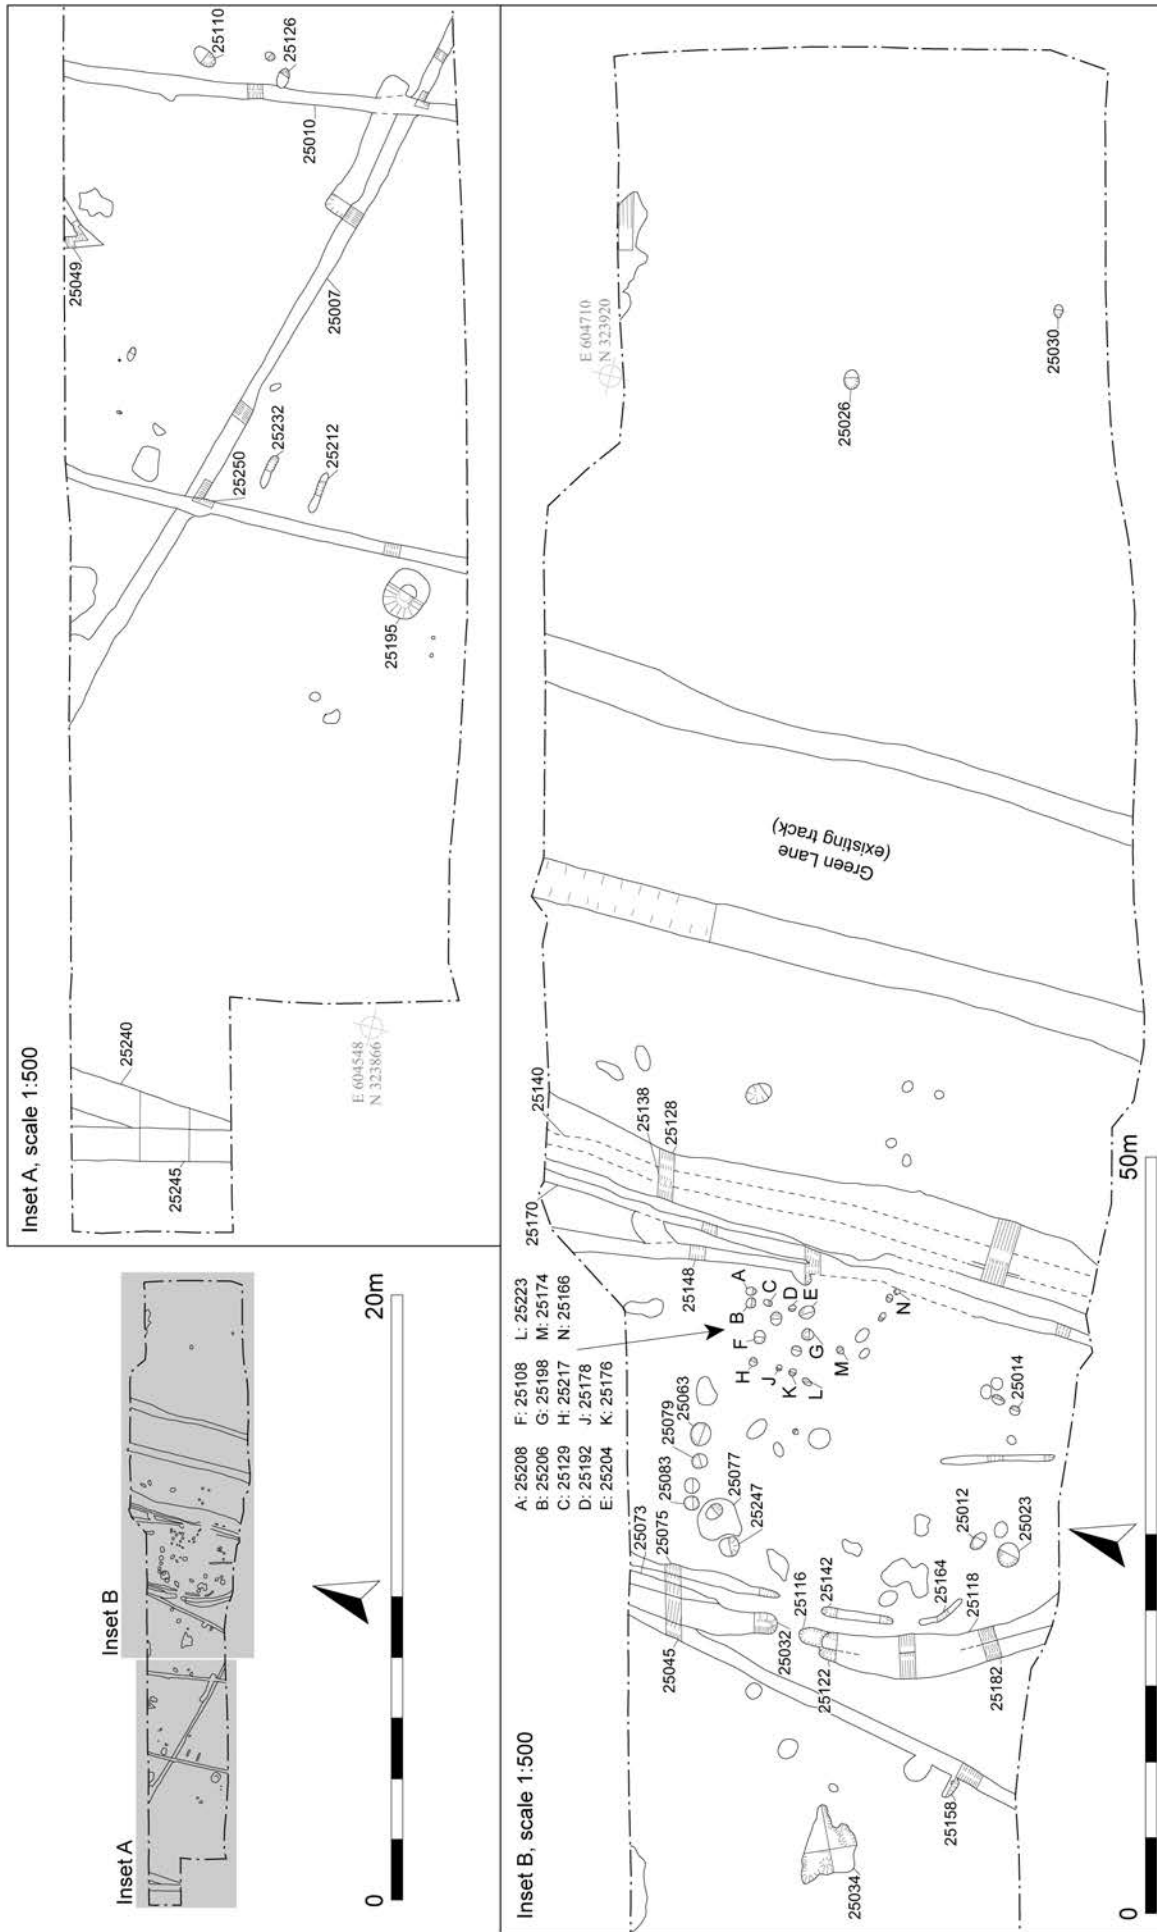 Inset A
Inset B
0
20m
Inset A, scale 1:500
25245
25240
E 604548
N 323866
25195
25250
25212
25232
25007
25049
25010
25126
25110
Inset B, scale 1:500
A: 25208 F: 25108 L: 25223
B: 25206 G: 25198 M: 25174
C: 25129 H: 25217 N: 25166
D: 25192 J: 25178
E: 25204 K: 25176
25034
25158
25045
25073
25075
25032
25116
25122
25142
25182
25164
25118
25247
25077
25083
25079
25063
25012
25023
25014
H
F
B
A
C
D
E
J
K
L
G
M
N
25148
25170
25140
25138
25128
Green Lane
(existing track)
E 604710
N 323920
25026
25030
0
50m